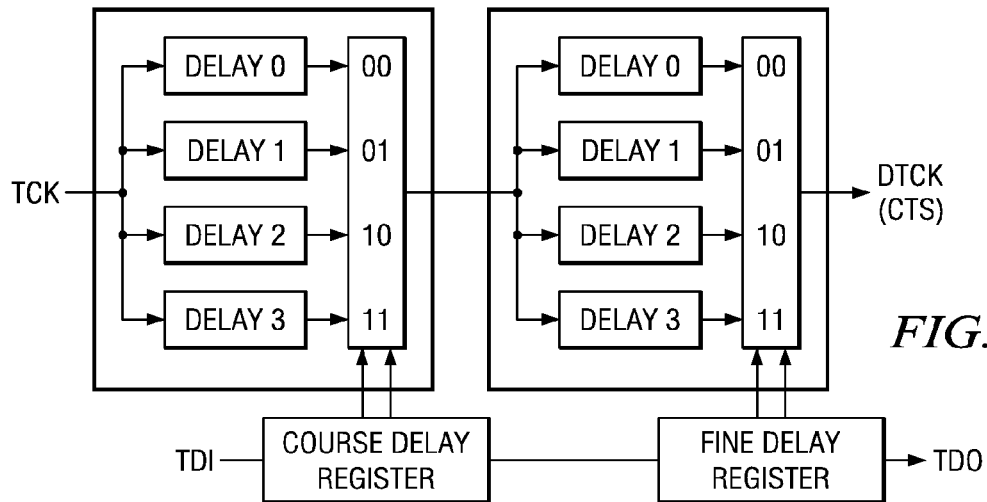 DELAY 0
00
DELAY 0
00
DELAY 1
01
DELAY 1
01
TCK
DTCK
(CTS)
DELAY 2
10
DELAY 2
10
DELAY 3
11
DELAY 3
11
FIG.
TDI
COURSE DELAY
REGISTER
FINE DELAY
REGISTER
TDO